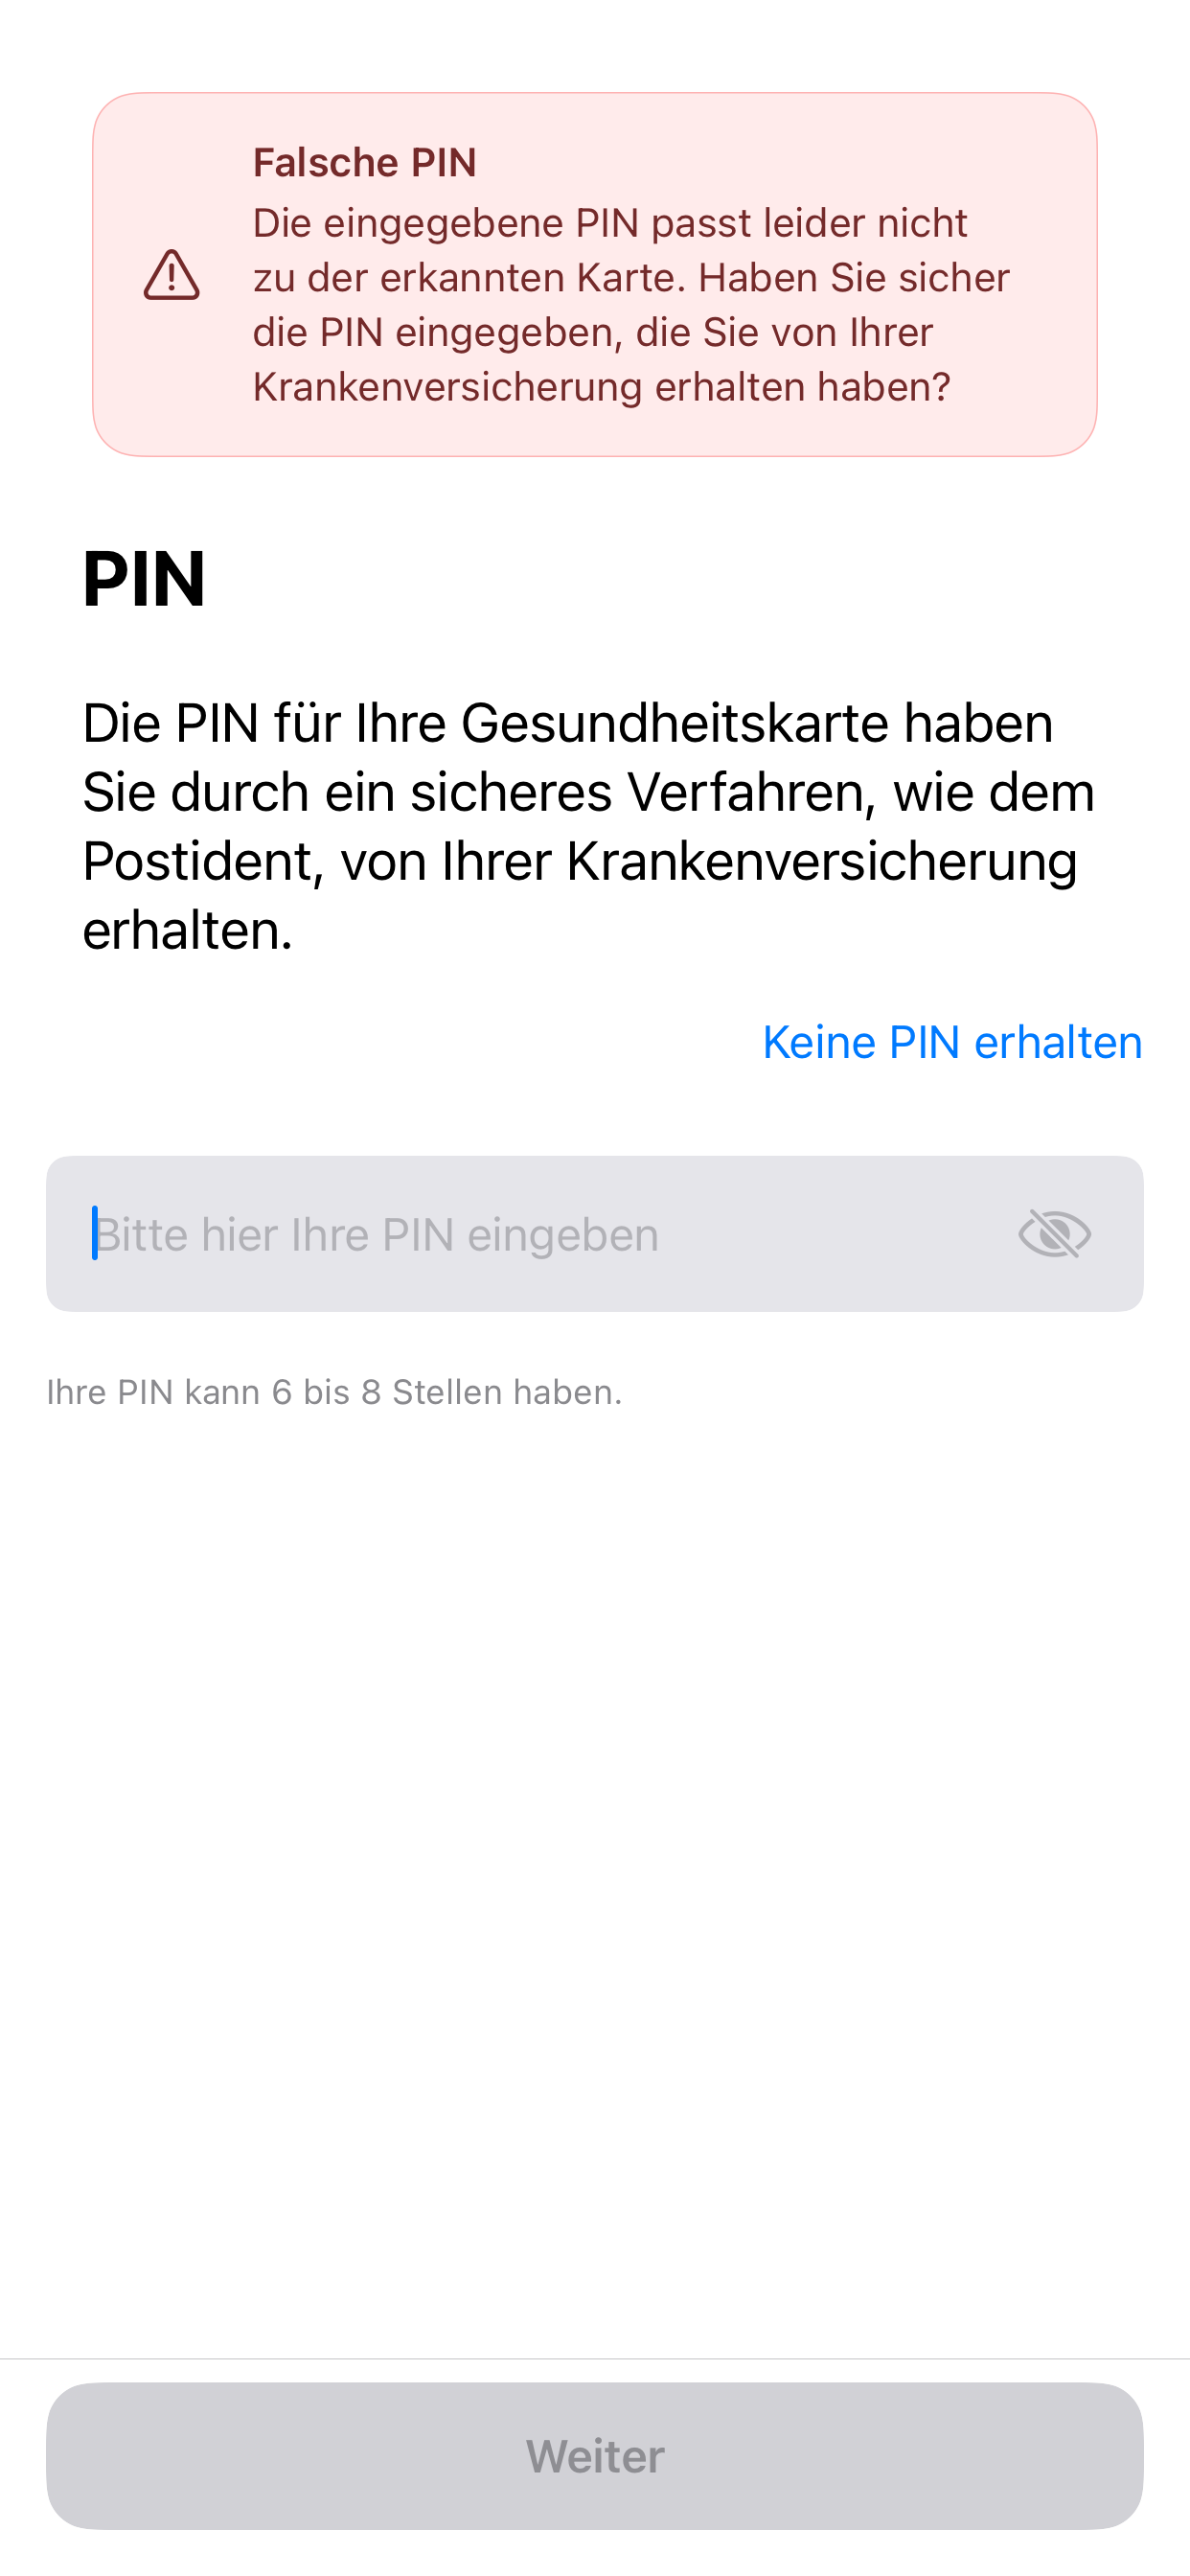 Falsche PIN
Die eingegebene PIN passt leider nicht
zu der erkannten Karte. Haben Sie sicher
die PIN eingegeben, die Sie von Ihrer
Krankenversicherung erhalten haben?
PIN
Die PIN für Ihre Gesundheitskarte haben
Sie durch ein sicheres Verfahren, wie dem
Postident, von Ihrer Krankenversicherung
erhalten.
Keine PIN erhalten
Bitte hier Ihre PIN eingeben
Ihre PIN kann 6 bis 8 Stellen haben.
Weiter